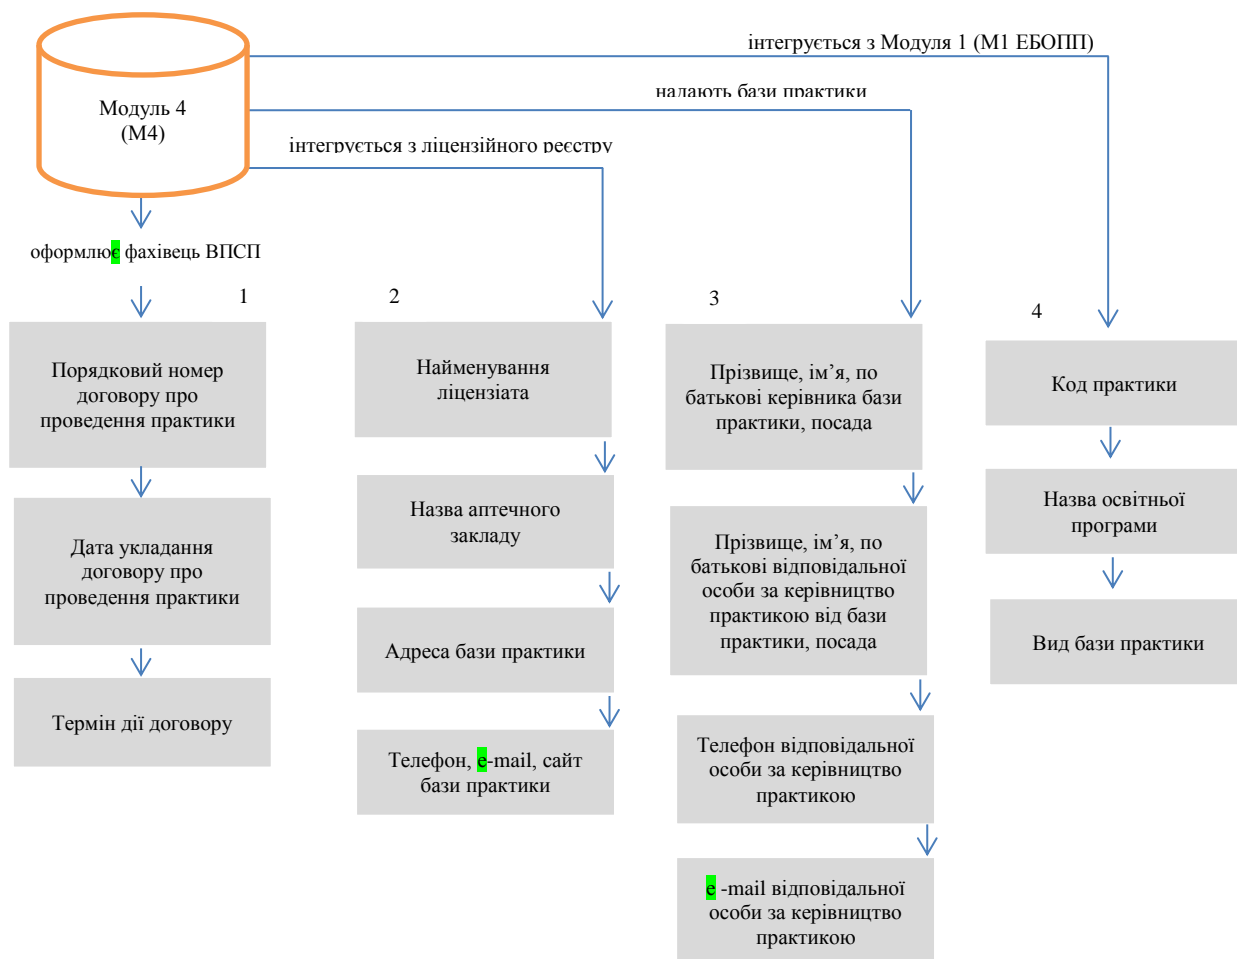 Модуль 4
(М4)
інтегрується з Модуля 1 (М1 ЕБОПП)
надають бази практики
інтегрується з ліцензійного реєстру
оформлює фахівець ВПСП
1
Порядковий номер
договору про
проведення практики
Дата укладання
договору про
проведення практики
Термін дії договору
2
Найменування
ліцензіата
Назва аптечного
закладу
Адреса бази практики
Телефон, e-mail, сайт
бази практики
3
Прізвище, ім’я, по
батькові керівника бази
практики, посада
Прізвище, ім’я, по
батькові відповідальної
особи за керівництво
практикою від бази
практики, посада
Телефон відповідальної
особи за керівництво
практикою
e -mail відповідальної
особи за керівництво
практикою
4
Код практики
Назва освітньої
програми
Вид бази практики